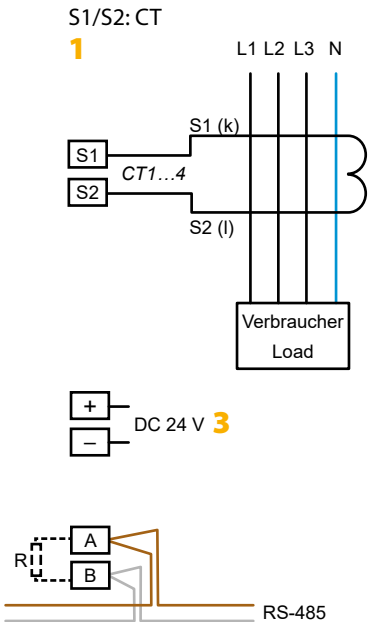 S1/S2: CT
1
L1 L2 L3 N
S1 (k)
S1
CT1…4
S2
S2 (l)
Verbraucher
Load
+
DC 24 V 3
–
A
R
B
RS-485